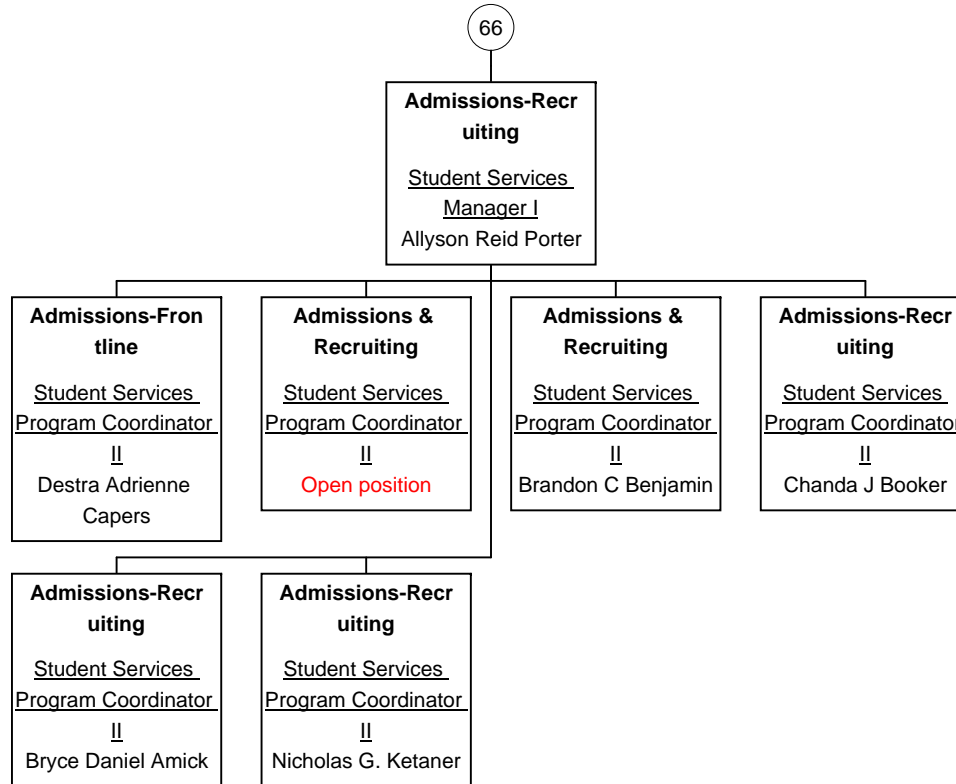 66
Admissions-Recr
uiting
Student Services
Manager I
Allyson Reid Porter
Admissions-Fron
tline
Student Services
Program Coordinator
II
Destra Adrienne
Capers
Admissions &
Recruiting
Student Services
Program Coordinator
II
Open position
Admissions &
Recruiting
Student Services
Program Coordinator
II
Brandon C Benjamin
Admissions-Recr
uiting
Student Services
Program Coordinator
II
Chanda J Booker
Admissions-Recr
uiting
Student Services
Program Coordinator
II
Bryce Daniel Amick
Admissions-Recr
uiting
Student Services
Program Coordinator
II
Nicholas G. Ketaner